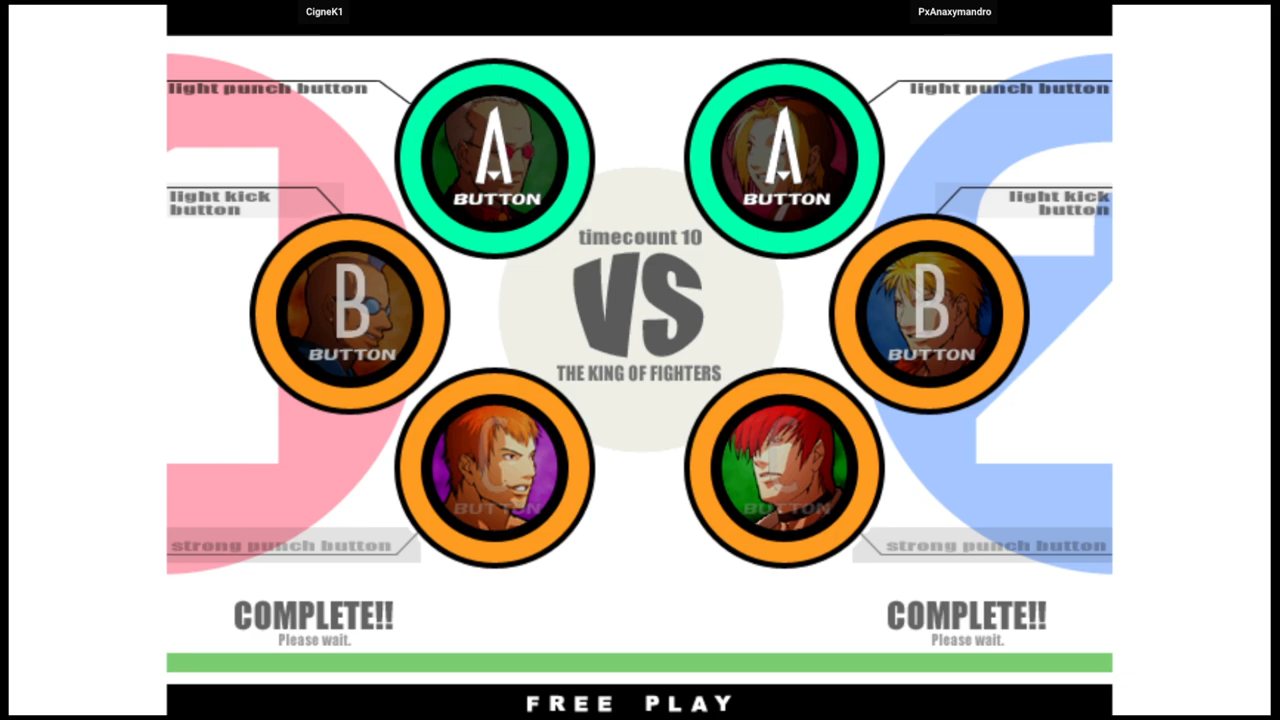 CigneK1
PxAnaxymandro
light punch button
light punch button
A
BUTTON
A
BUTTON
light kick
button
light kick
button
timecount 10
VS
THE KING OF FIGHTERS
B
BUTTON
B
BUTTON
C
BUTTON
C
BUTTON
strong punch button
strong punch button
COMPLETE!!
Please wait.
COMPLETE!!
Please wait.
FREE PLAY